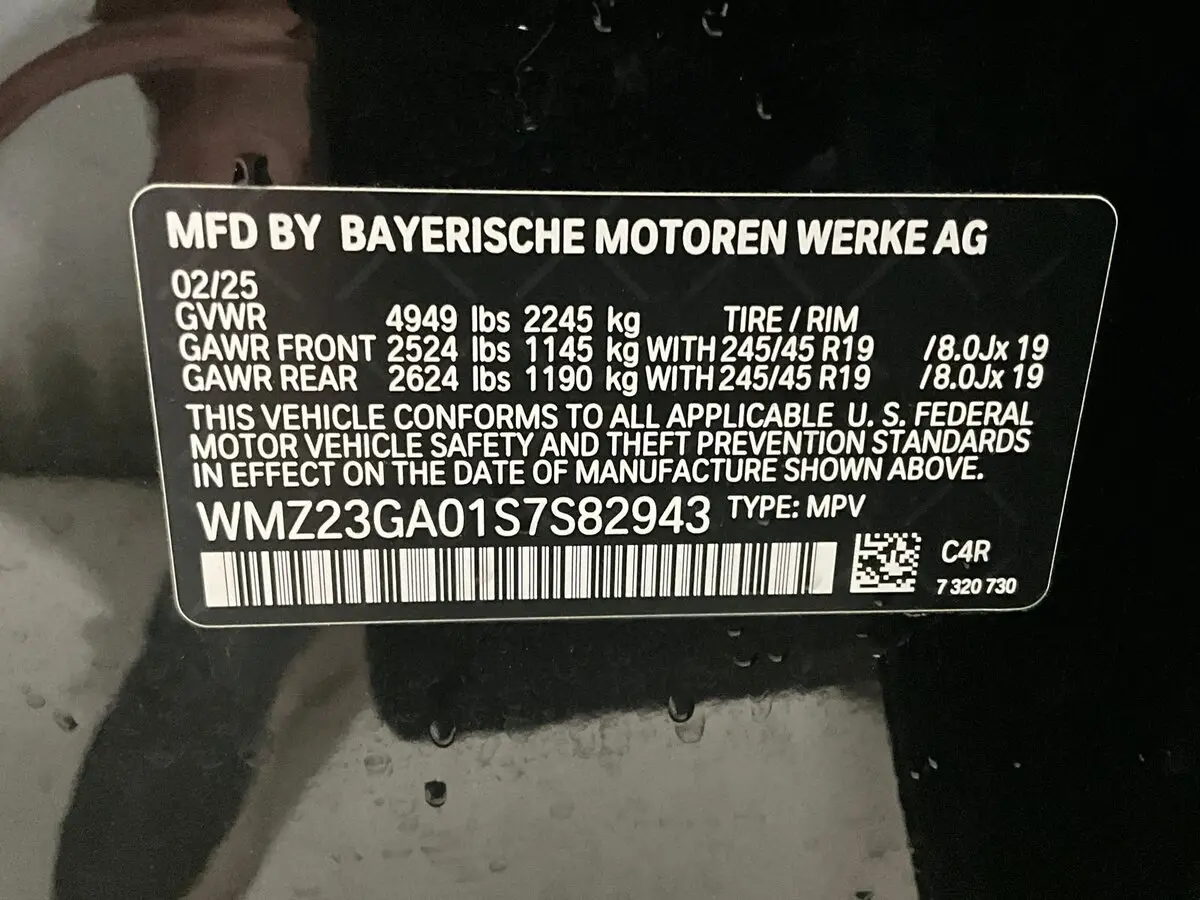 MFD BY BAYERISCHE MOTOREN WERKE AG
02/25
GVWR 4949 lbs 2245 kg TIRE / RIM
GAWR FRONT 2524 lbs 1145 kg WITH 245/45 R19 /8.0Jx 19
GAWR REAR 2624 lbs 1190 kg WITH 245/45 R19 /8.0Jx 19
THIS VEHICLE CONFORMS TO ALL APPLICABLE U. S. FEDERAL
MOTOR VEHICLE SAFETY AND THEFT PREVENTION STANDARDS
IN EFFECT ON THE DATE OF MANUFACTURE SHOWN ABOVE.
WMZ23GA01S7S82943 TYPE: MPV
C4R
7 320 730